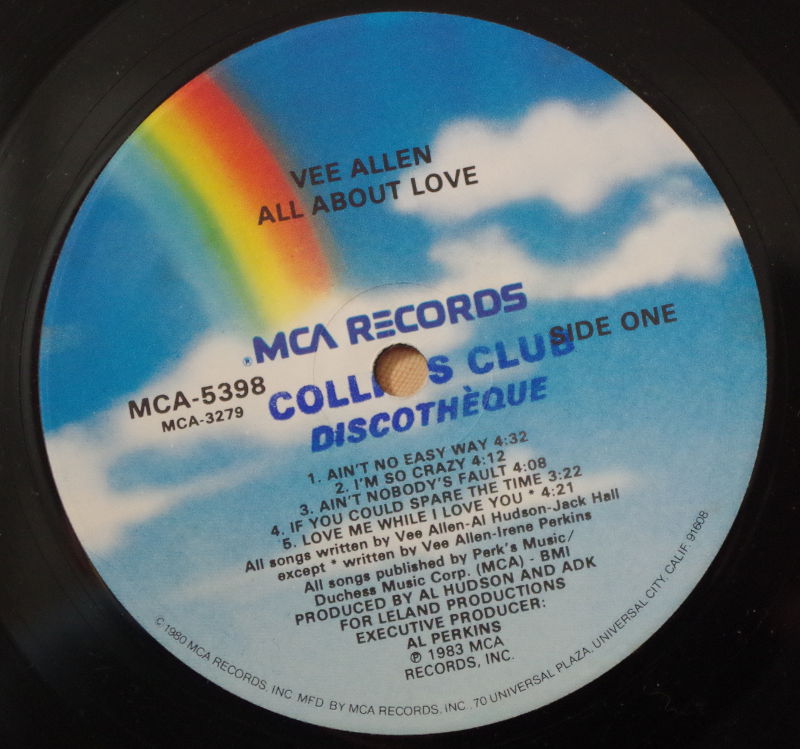 VEE ALLEN
ALL ABOUT LOVE
®MCA RECORDS
SIDE ONE
MCA-5398
MCA-3279
CLUB
DISCOTHÈQUE
1. AIN'T NO EASY WAY 4:32
2. I'M SO CRAZY 4:12
3. AIN'T NOBODY'S FAULT 4:08
4. IF YOU COULD SPARE THE TIME 3:22
5. LOVE ME WHILE I LOVE YOU * 4:21
All songs written by Vee Allen-Al Hudson-Jack Hall
except * written by Vee Allen-Irene Perkins
All songs published by Perk's Music/
Duchess Music Corp. (MCA) - BMI
PRODUCED BY AL HUDSON AND ADK
FOR LELAND PRODUCTIONS
EXECUTIVE PRODUCER:
AL PERKINS
℗ 1983 MCA
RECORDS, INC.
©1980 MCA RECORDS, INC MFD BY MCA RECORDS, INC., 70 UNIVERSAL PLAZA, UNIVERSAL CITY, CALIF. 91608